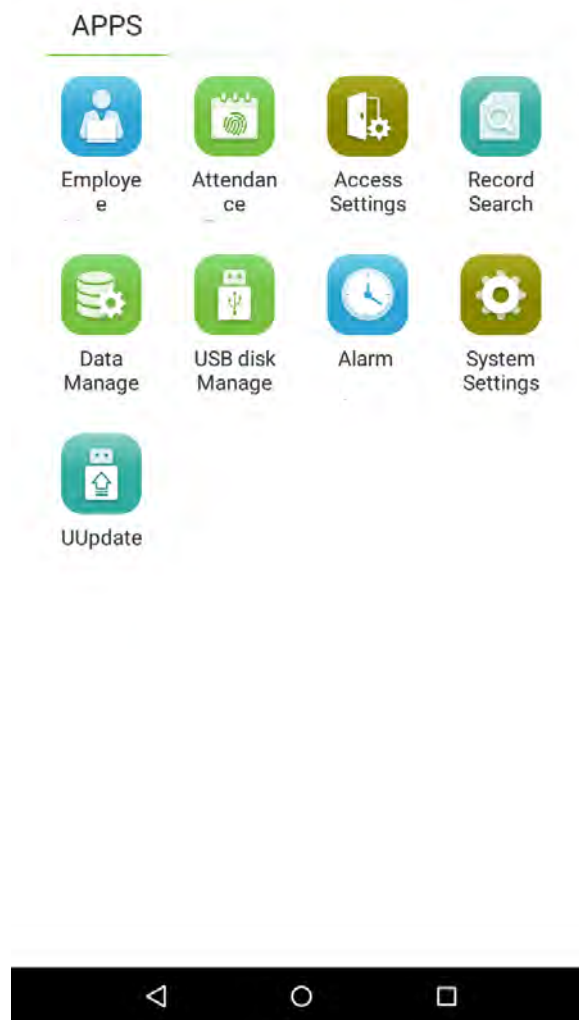 APPS
Employe
e
Attendan
ce
Access
Settings
Record
Search
Data
Manage
USB disk
Manage
Alarm
System
Settings
UUpdate